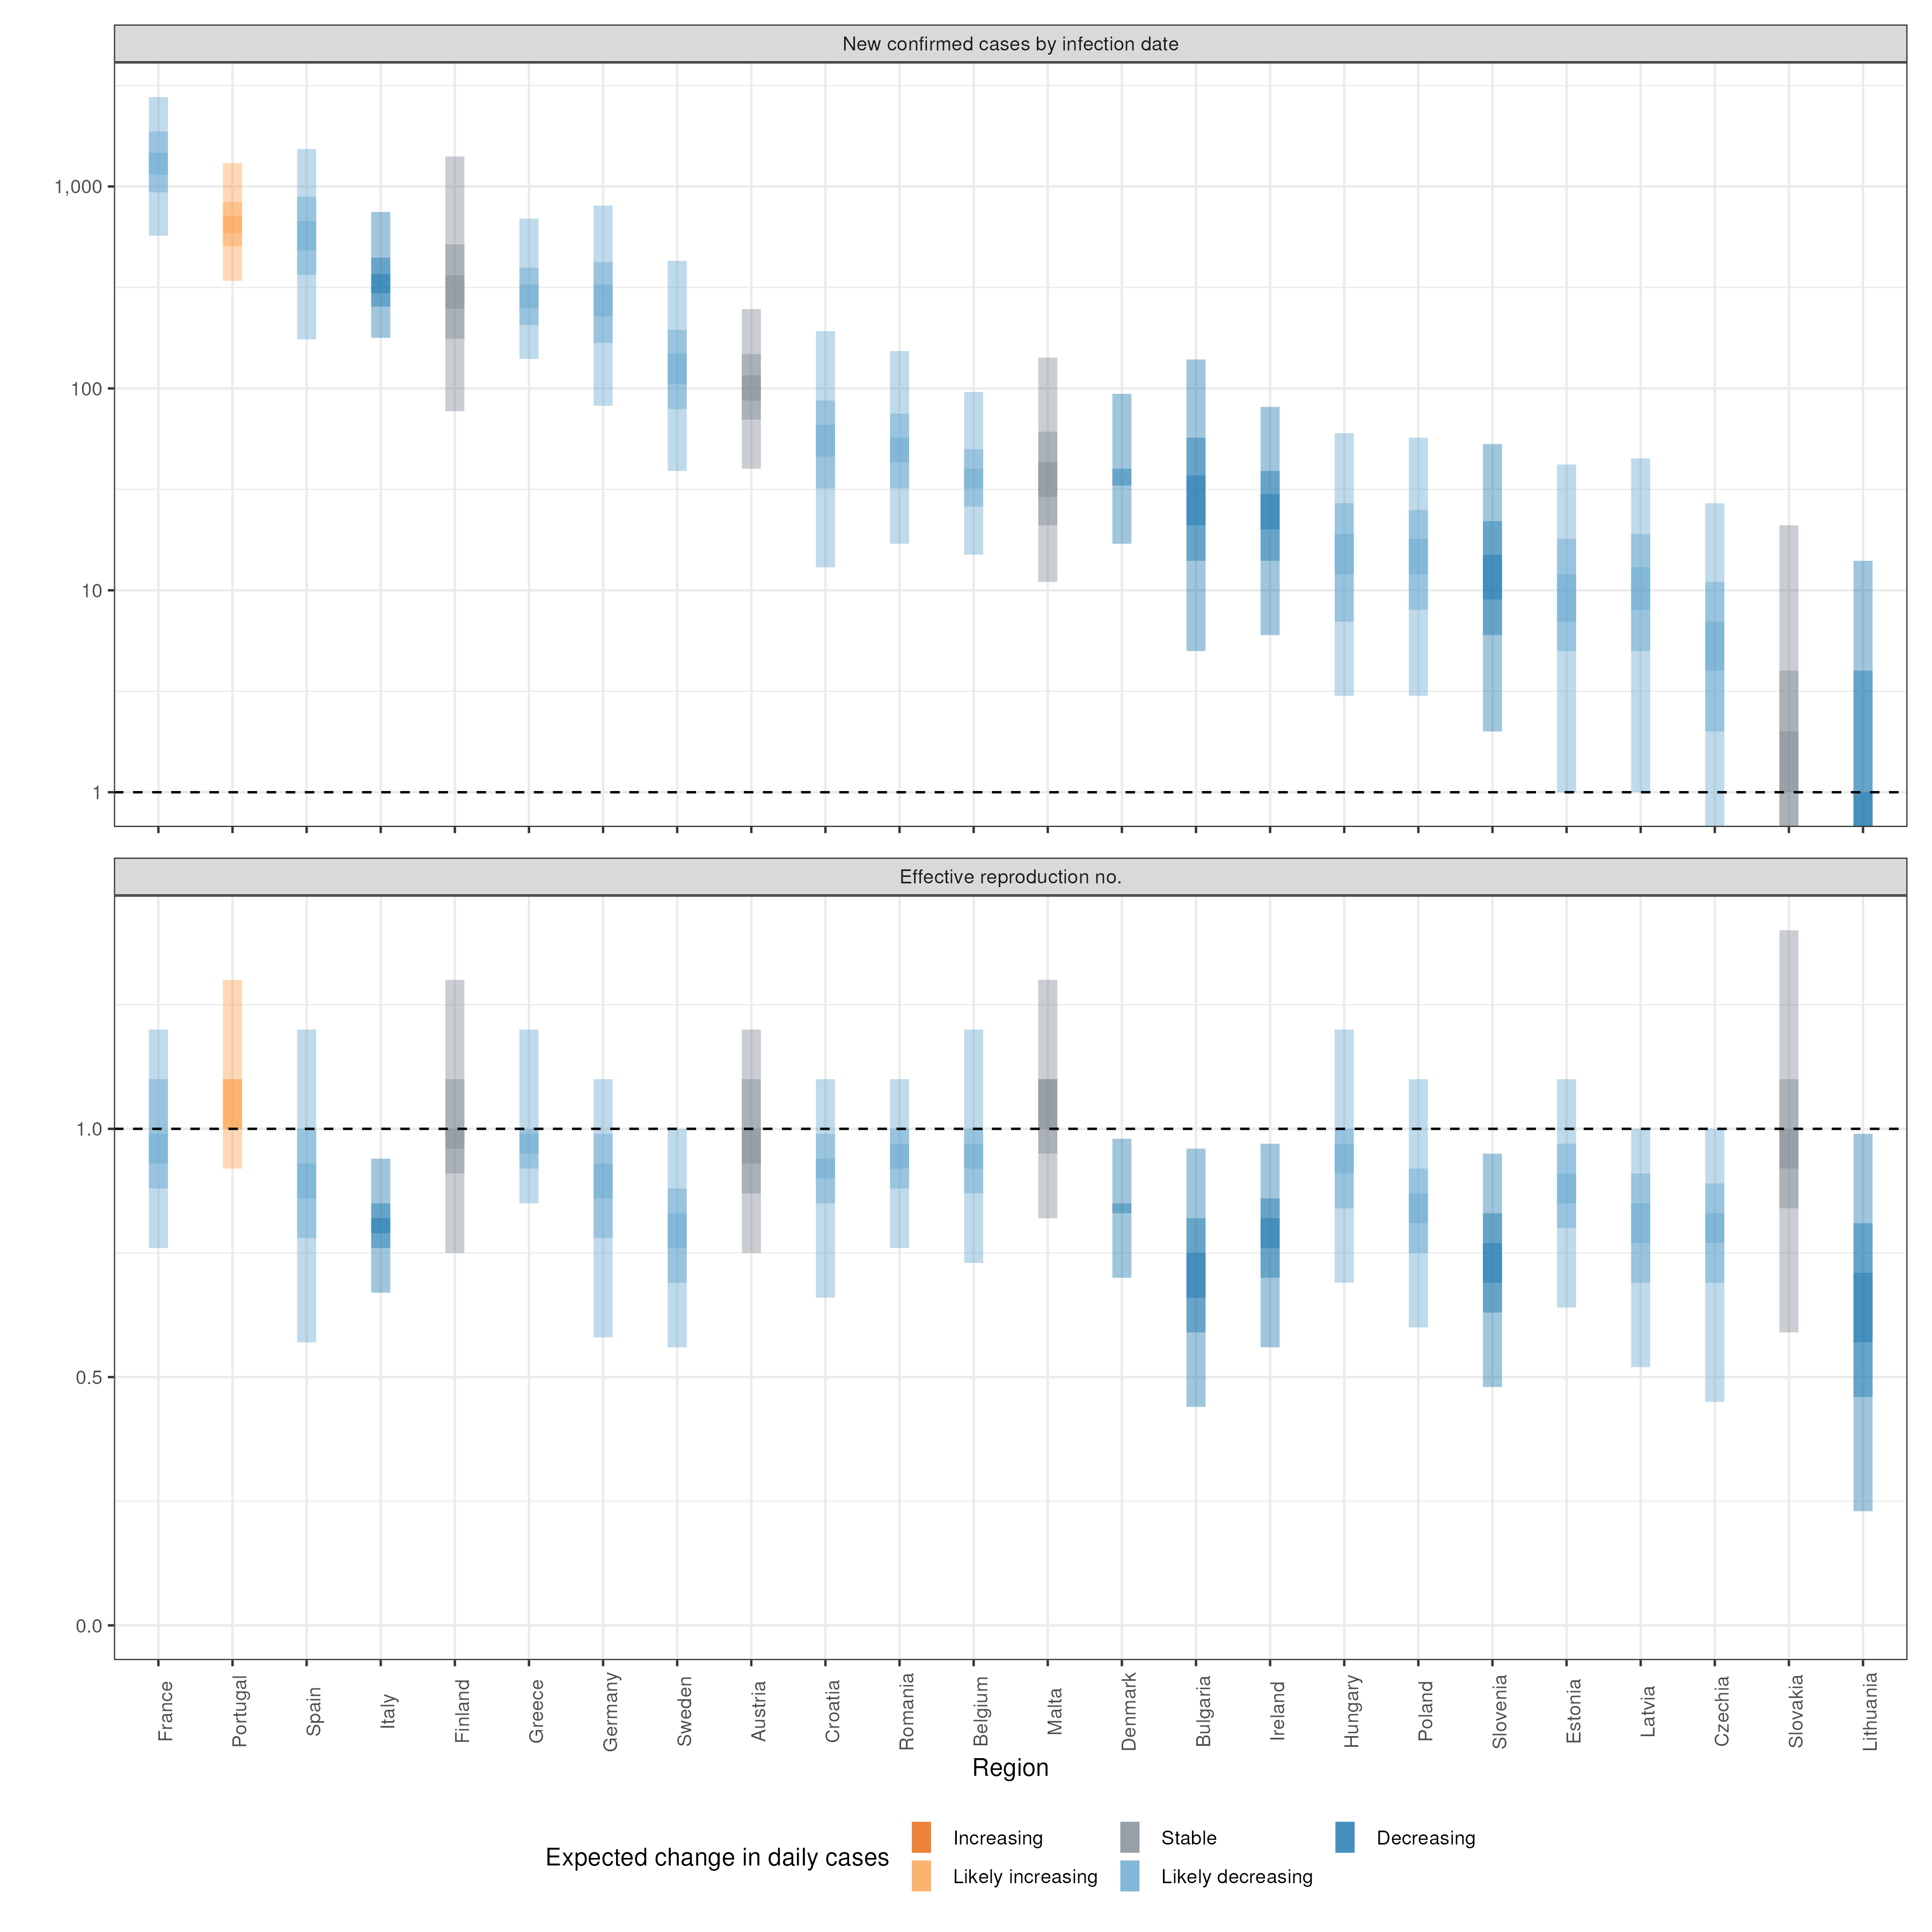 New confirmed cases by infection date
1,000
100
10
1
Effective reproduction no.
1.0
0.5
0.0
France
Portugal
Spain
Italy
Finland
Greece
Germany
Sweden
Austria
Croatia
Romania
Belgium
Malta
Denmark
Bulgaria
Ireland
Hungary
Poland
Slovenia
Estonia
Latvia
Czechia
Slovakia
Lithuania
Region
Expected change in daily cases
Increasing
Stable
Decreasing
Likely increasing
Likely decreasing